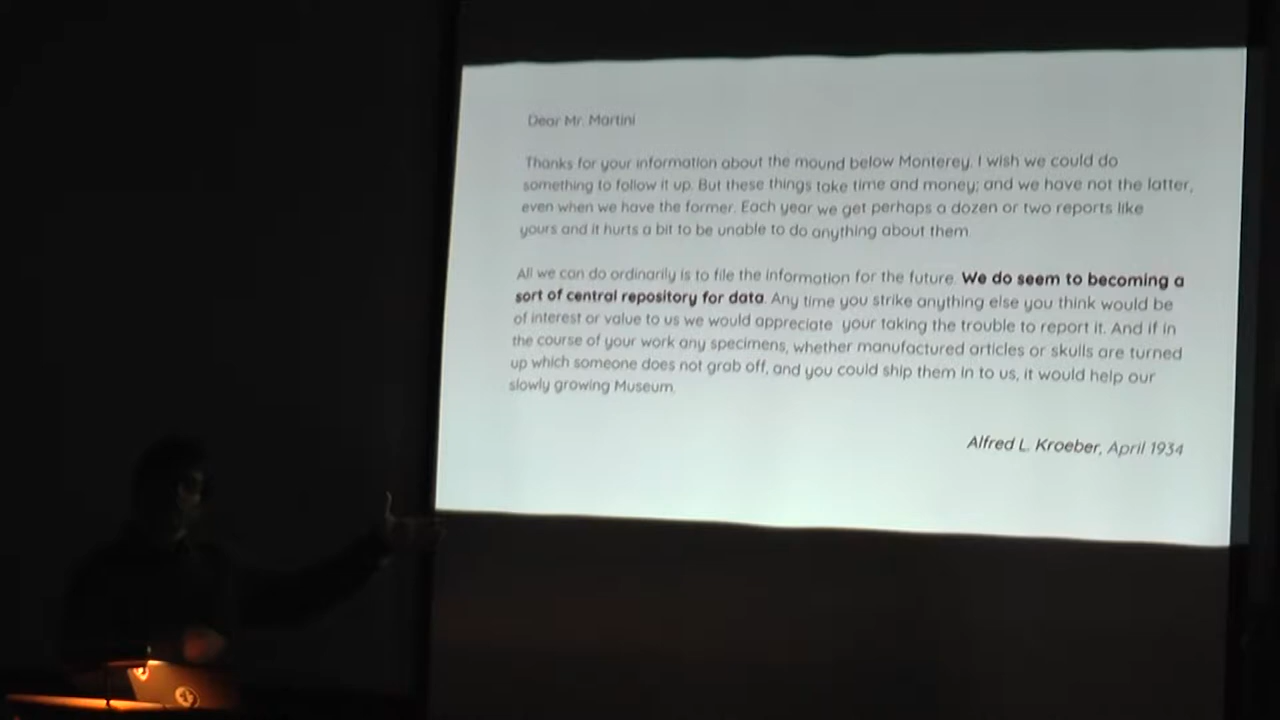 Dear Mr. Martini
Thanks for your information about the mound below Monterey. I wish we could do
something to follow it up. But these things take time and money; and we have not the latter,
even when we have the former. Each year we get perhaps a dozen or two reports like
yours and it hurts a bit to be unable to do anything about them.
All we can do ordinarily is to file the information for the future. We do seem to becoming a
sort of central repository for data. Any time you strike anything else you think would be
of interest or value to us we would appreciate your taking the trouble to report it. And if in
the course of your work any specimens, whether manufactured articles or skulls are turned
up which someone does not grab off, and you could ship them in to us, it would help our
slowly growing Museum.
Alfred L. Kroeber, April 1934